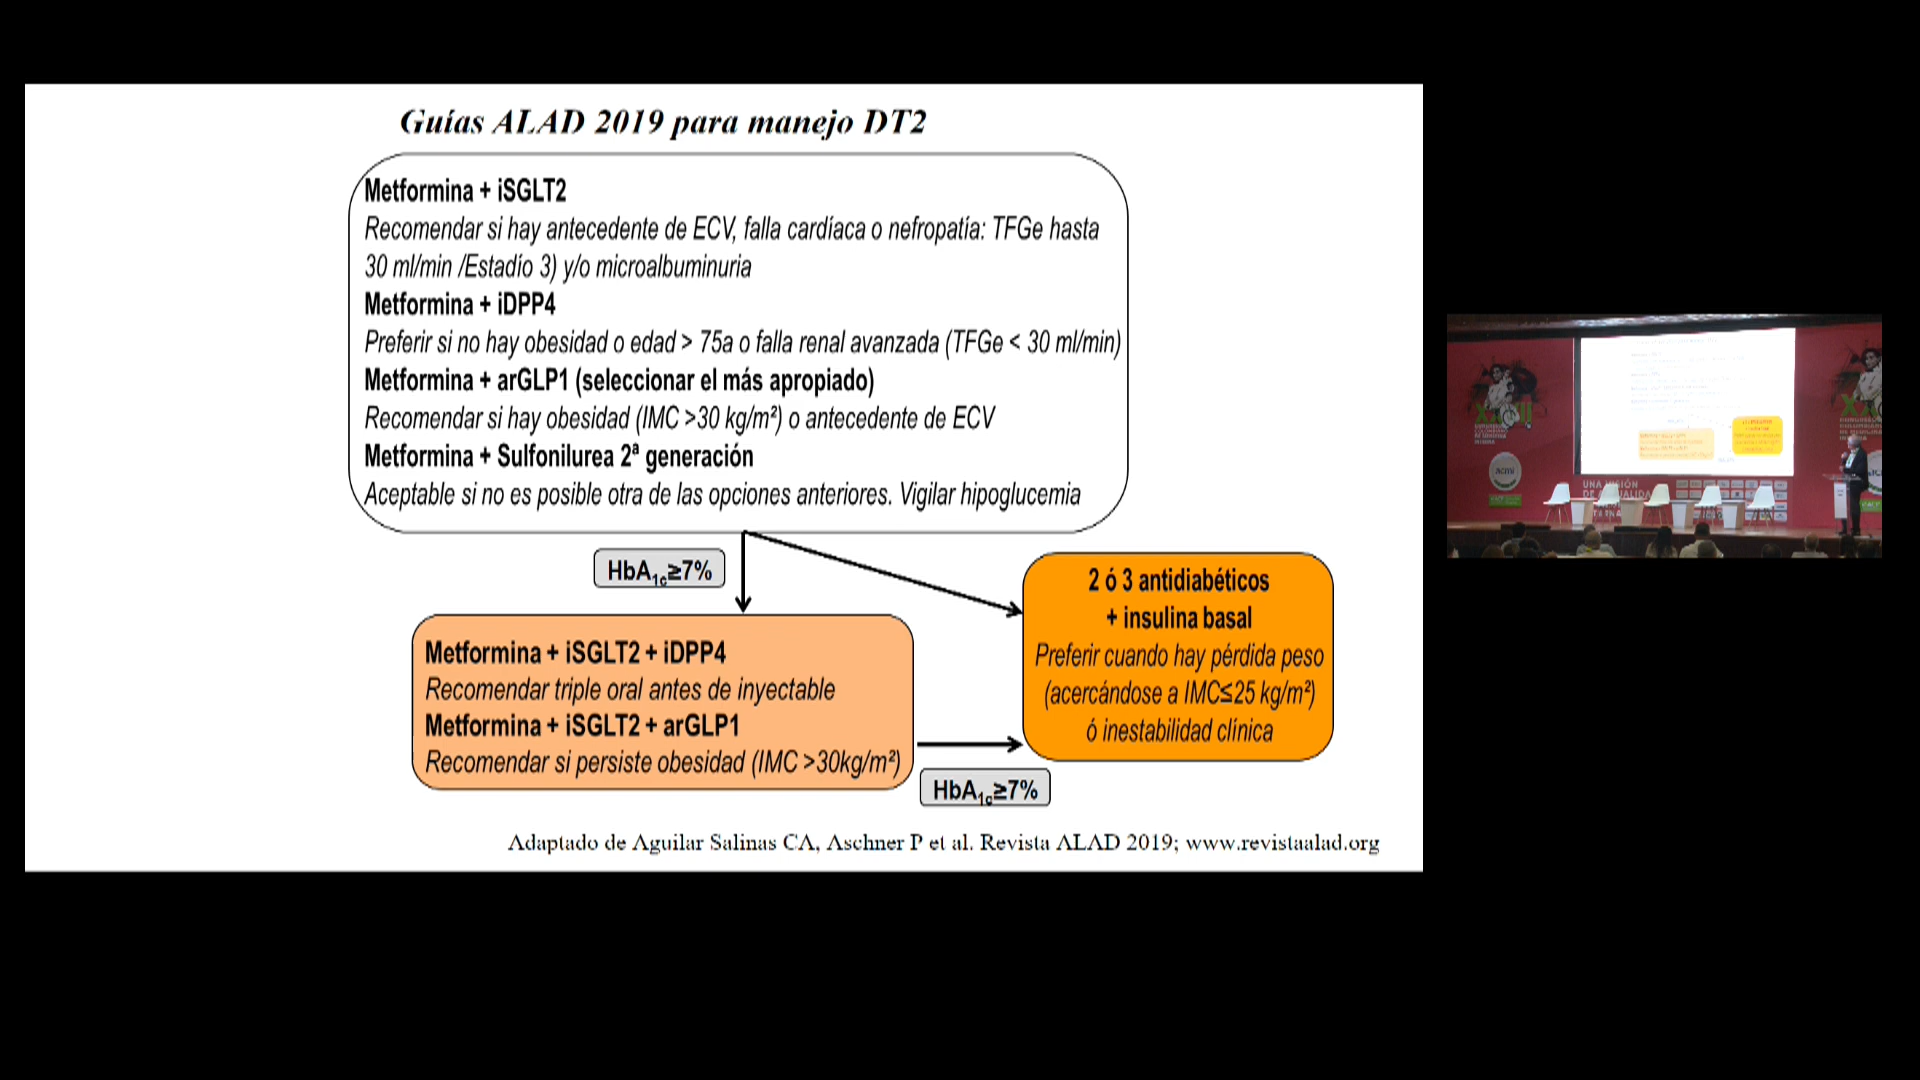 Guías ALAD 2019 para manejo DT2
Metformina + iSGLT2
Recomendar si hay antecedente de ECV, falla cardíaca o nefropatía: TFGe hasta
30 ml/min /Estadío 3) y/o microalbuminuria
Metformina + iDPP4
Preferir si no hay obesidad o edad > 75a o falla renal avanzada (TFGe < 30 ml/min)
Metformina + arGLP1 (seleccionar el más apropiado)
Recomendar si hay obesidad (IMC >30 kg/m²) o antecedente de ECV
Metformina + Sulfonilurea 2ª generación
Aceptable si no es posible otra de las opciones anteriores. Vigilar hipoglucemia
HbA1c≥7%
2 ó 3 antidiabéticos
+ insulina basal
Preferir cuando hay pérdida peso
(acercándose a IMC≤25 kg/m²)
ó inestabilidad clínica
Metformina + iSGLT2 + iDPP4
Recomendar triple oral antes de inyectable
Metformina + iSGLT2 + arGLP1
Recomendar si persiste obesidad (IMC >30kg/m²)
HbA1c≥7%
Adaptado de Aguilar Salinas CA, Aschner P et al. Revista ALAD 2019; www.revistaalad.org
acmi
UNA VISIÓN